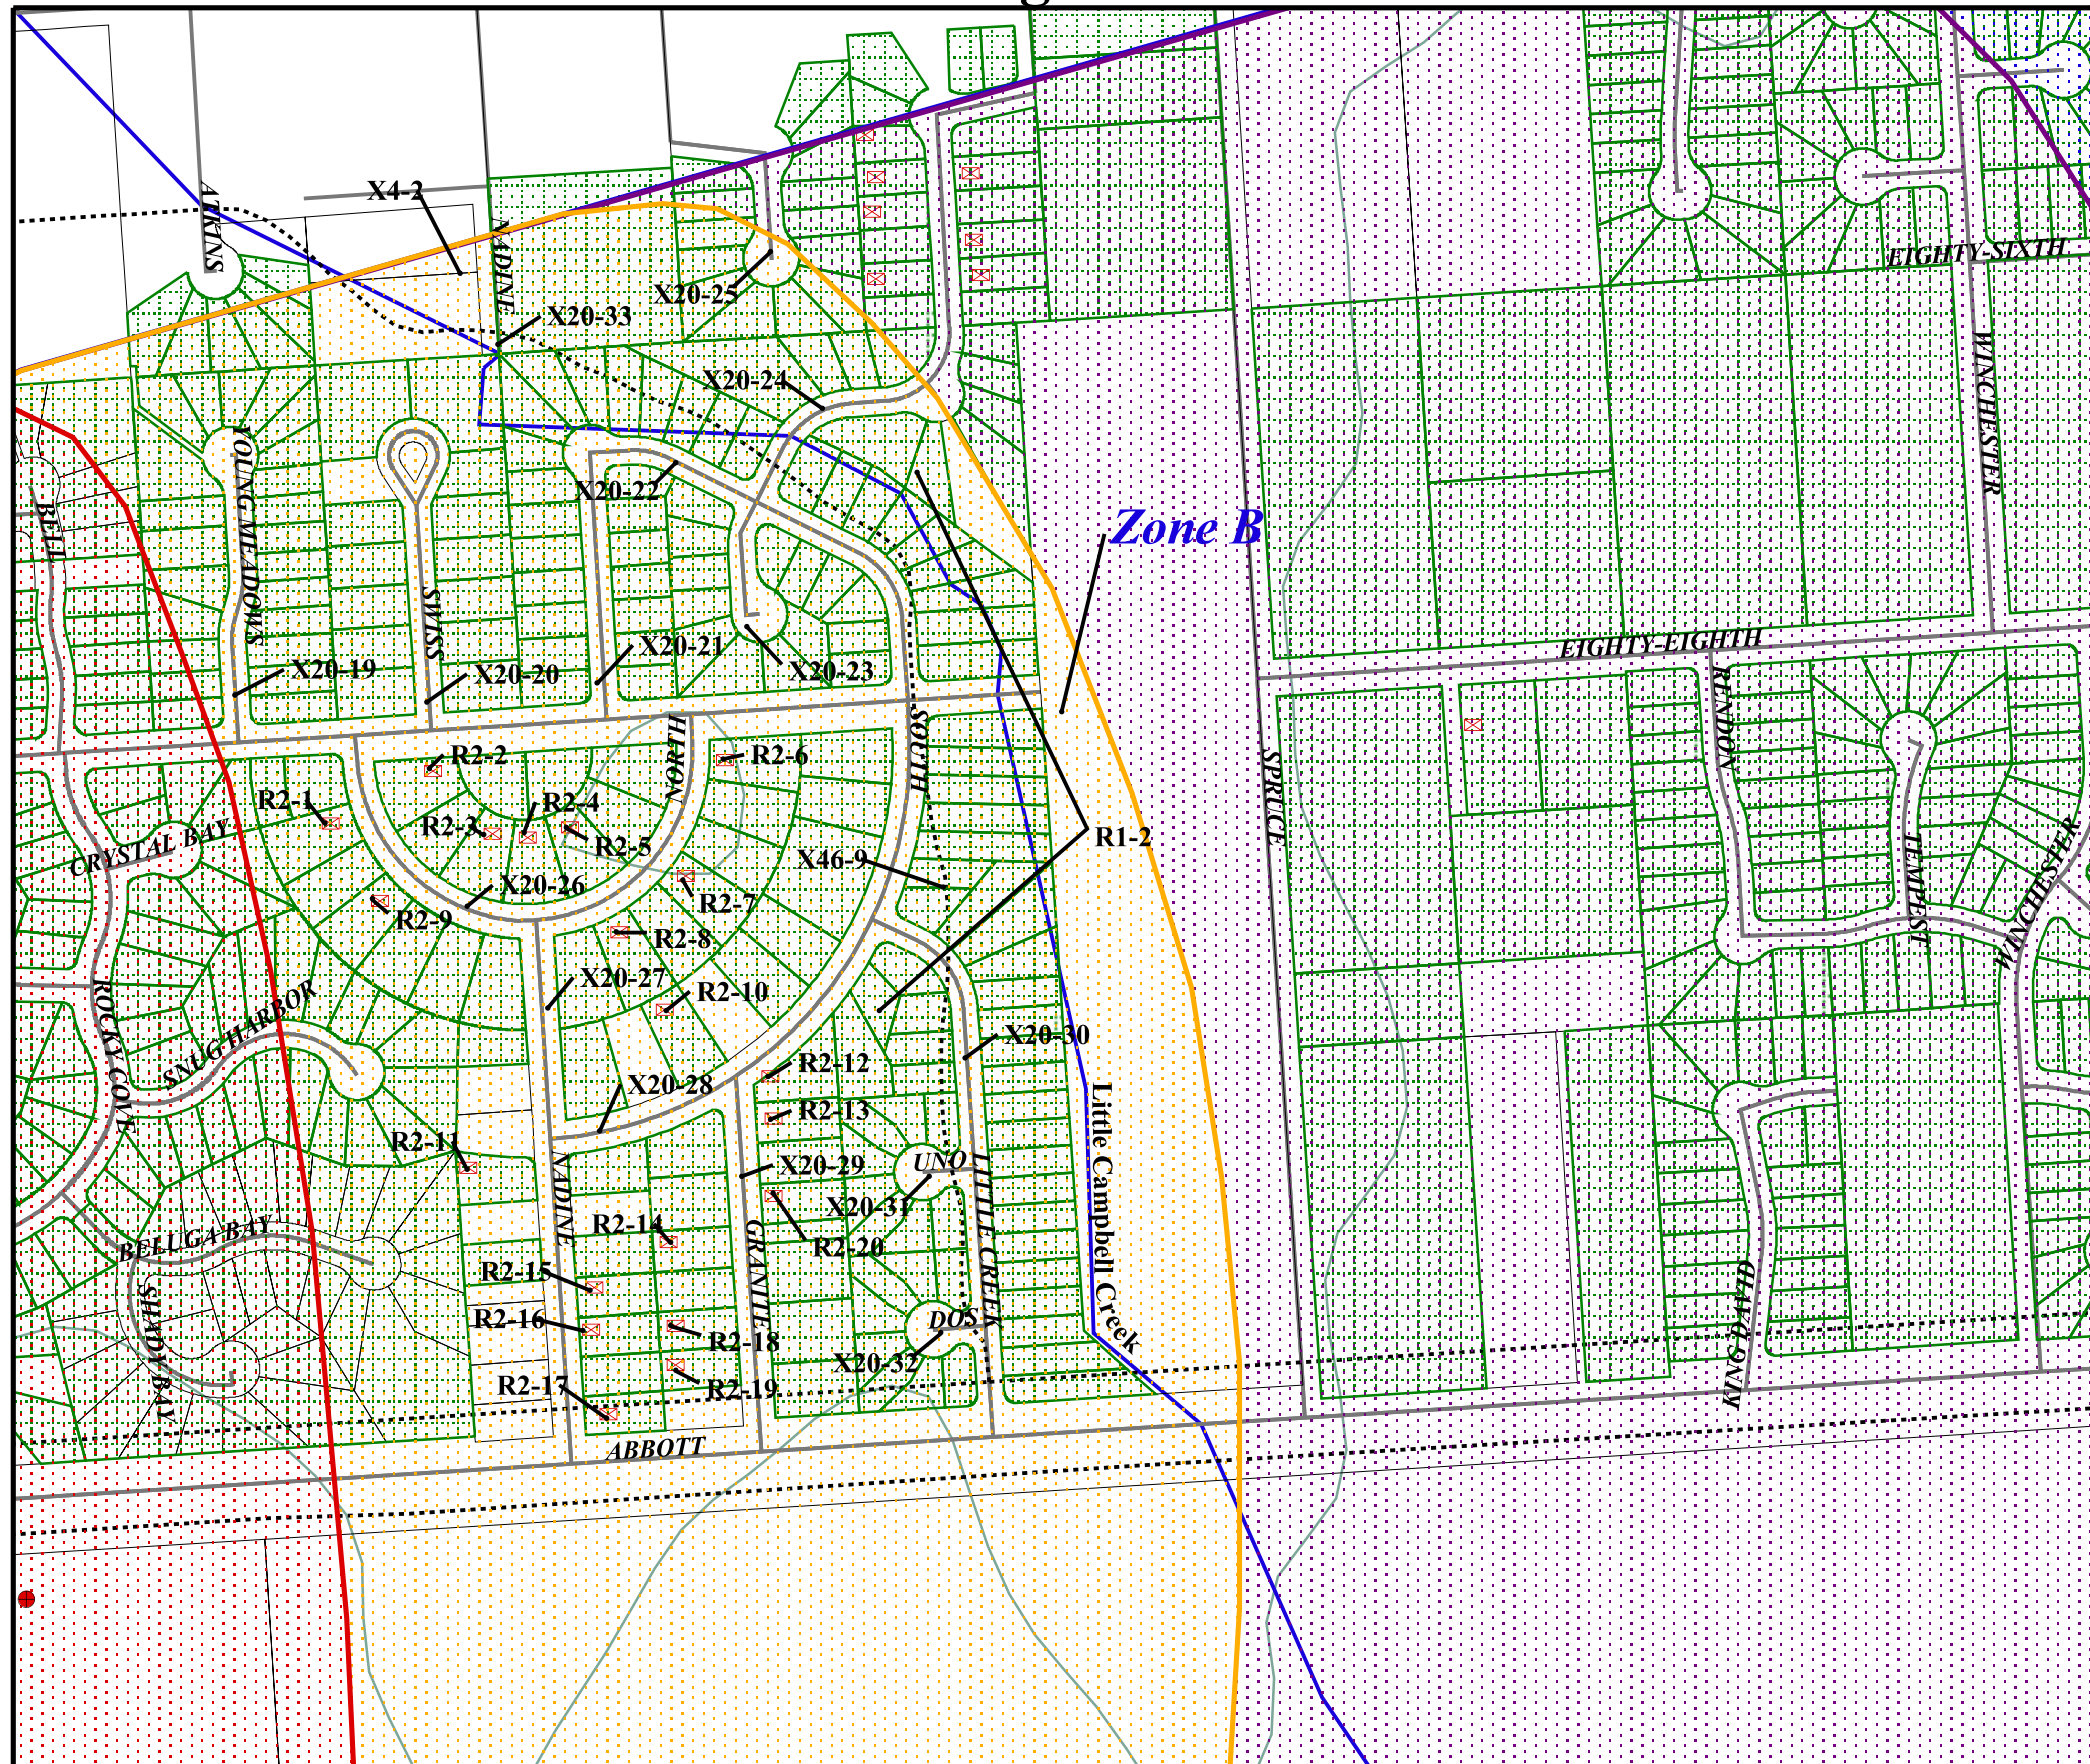 X4-2
ATKINS
NADINE
X20-25
X20-33
EIGHTY-SIXTH
X20-24
WINCHESTER
YOUNG MEADOWS
BELL
X20-22
Zone B
SWISS
X20-19
X20-20
X20-21
X20-23
EIGHTY-EIGHTH
RENDON
NORTH
SOUTH
SPRUCE
R2-2
R2-6
R2-1
R2-4
R2-3
R2-5
CRYSTAL BAY
R1-2
X46-9
X20-26
R2-7
R2-9
R2-8
TEMPEST
WINCHESTER
X20-27
R2-10
ROCKY COVE
SNUG HARBOR
X20-30
R2-12
X20-28
R2-13
Little Campbell Creek
R2-11
X20-29
UNO
NADINE
X20-31
LITTLE CREEK
R2-14
GRANITE
R2-20
BELUGA BAY
R2-15
SHADY BAY
R2-16
R2-18
DOS
X20-32
KING DAVID
R2-17
R2-19
ABBOTT